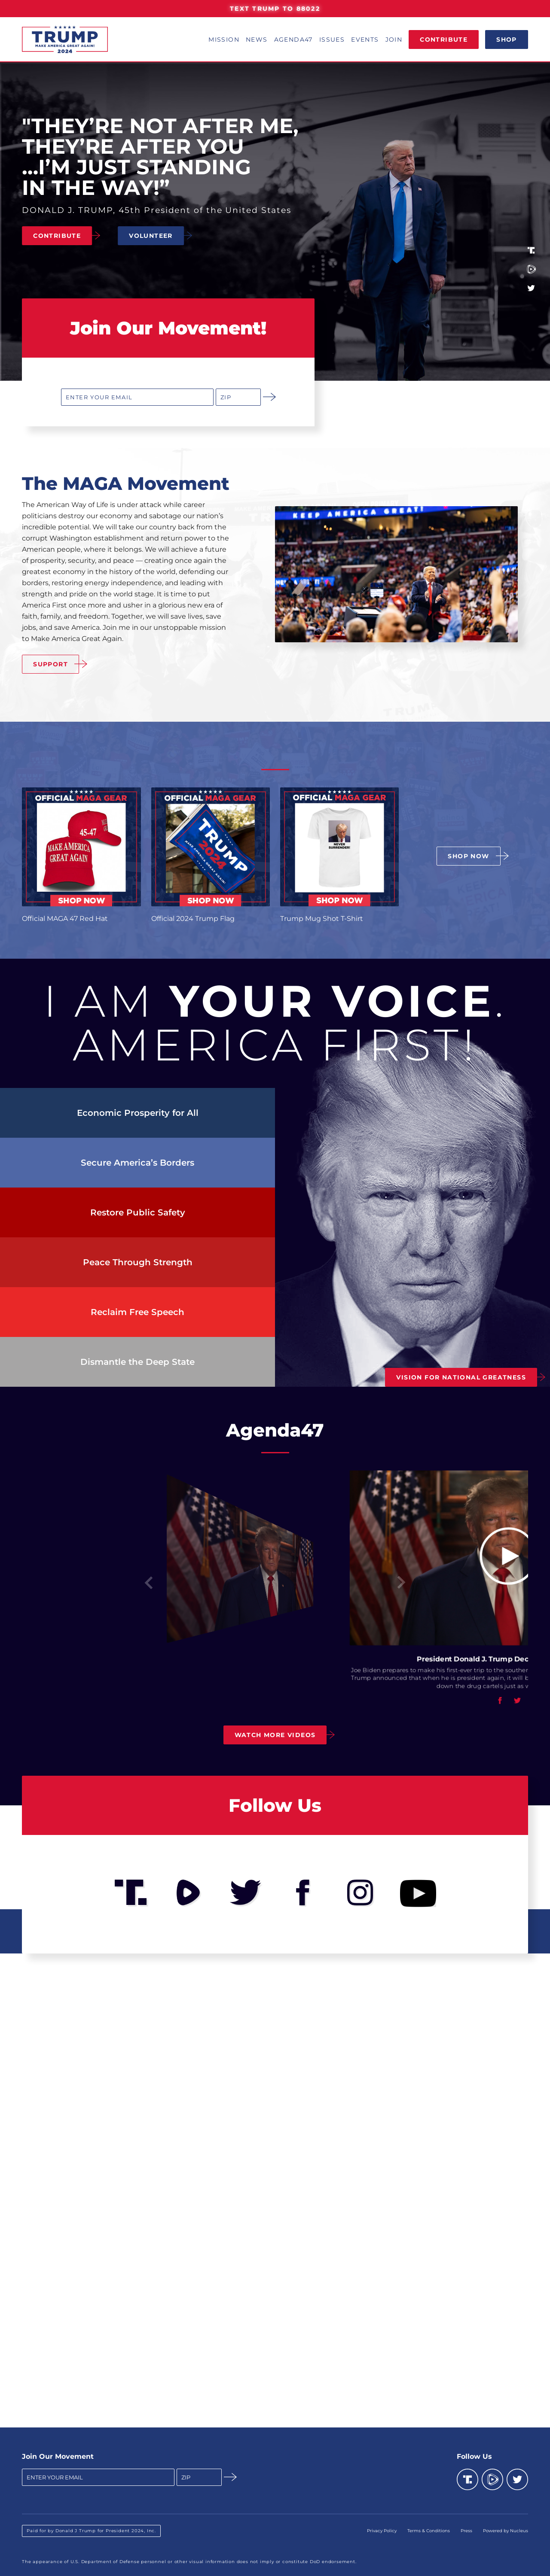 TEXT TRUMP TO 88022
TRUMP
MAKE AMERICA GREAT AGAIN!
2024
MISSION NEWS AGENDA47 ISSUES EVENTS JOIN CONTRIBUTE SHOP
"THEY’RE NOT AFTER ME,
THEY’RE AFTER YOU
...I’M JUST STANDING
IN THE WAY!”
DONALD J. TRUMP, 45th President of the United States
CONTRIBUTE VOLUNTEER
Join Our Movement!
ENTER YOUR EMAIL ZIP
The MAGA Movement
The American Way of Life is under attack while career
politicians destroy our economy and sabotage our nation’s
incredible potential. We will take our country back from the
corrupt Washington establishment and return power to the
American people, where it belongs. We will achieve a future
of prosperity, security, and peace — creating once again the
greatest economy in the history of the world, defending our
borders, restoring energy independence, and leading with
strength and pride on the world stage. It is time to put
America First once more and usher in a glorious new era of
faith, family, and freedom. Together, we will save lives, save
jobs, and save America. Join me in our unstoppable mission
to Make America Great Again.
KEEP AMERICA GREAT!
SUPPORT
TRUMP
OFFICIAL MAGA GEAR
45-47
MAKE AMERICA
GREAT AGAIN
SHOP NOW
Official MAGA 47 Red Hat
OFFICIAL MAGA GEAR
TRUMP
2024
SHOP NOW
Official 2024 Trump Flag
OFFICIAL MAGA GEAR
NEVER
SURRENDER!
SHOP NOW
Trump Mug Shot T-Shirt
SHOP NOW
I AM YOUR VOICE.
AMERICA FIRST!
Economic Prosperity for All
Secure America’s Borders
Restore Public Safety
Peace Through Strength
Reclaim Free Speech
Dismantle the Deep State
VISION FOR NATIONAL GREATNESS
Agenda47
President Donald J. Trump Dec
Joe Biden prepares to make his first-ever trip to the souther
Trump announced that when he is president again, it will b
down the drug cartels just as w
WATCH MORE VIDEOS
Follow Us
Join Our Movement
ENTER YOUR EMAIL ZIP
Follow Us
Paid for by Donald J Trump for President 2024, Inc.
Privacy Policy Terms & Conditions Press Powered by Nucleus
The appearance of U.S. Department of Defense personnel or other visual information does not imply or constitute DoD endorsement.